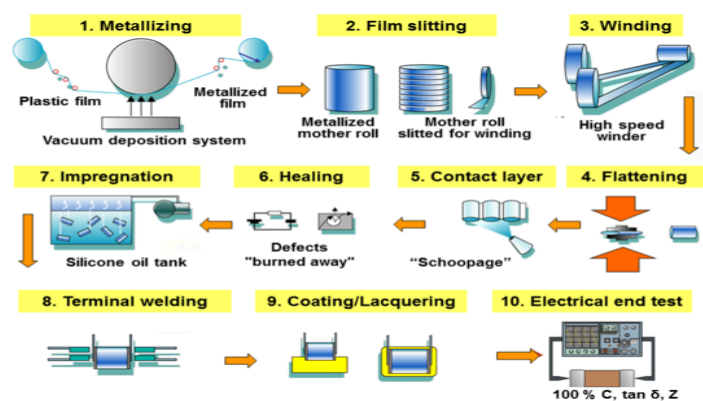 1. Metallizing
2. Film slitting
3. Winding
Plastic film
Metallized
film
Vacuum deposition system
Metallized
mother roll
Mother roll
slitted for winding
High speed
winder
7. Impregnation
6. Healing
5. Contact layer
4. Flattening
Silicone oil tank
Defects
"burned away"
“Schoopage”
8. Terminal welding
9. Coating/Lacquering
10. Electrical end test
100 % C, tan δ, Z